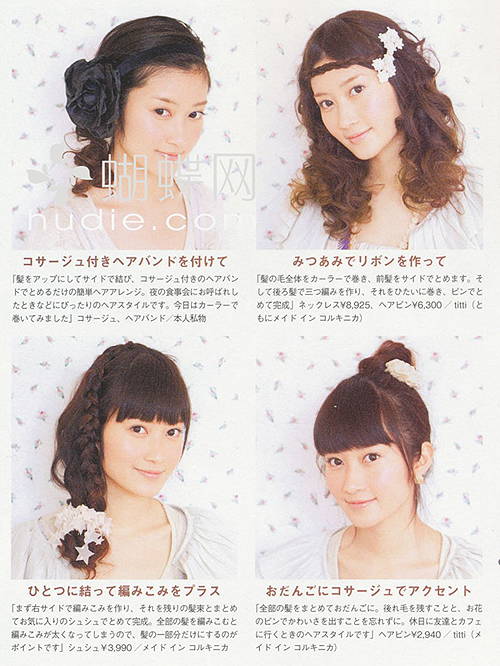 蝴蝶网
hudie.com
コサージュ付きヘアバンドを付けて
「髪をアップにしてサイドで結び、コサージュ付きのヘアバン
ドでとめるだけの簡単ヘアアレンジ。夜の食事会にお呼ばれし
たときなどにぴったりのヘアスタイルです。今日はカーラーで
巻いてみました」コサージュ、ヘアバンド／本人私物
みつあみでリボンを作って
「髪の毛全体をカーラーで巻き、前髪をサイドでとめます。そ
して後ろ髪で三つ編みを作り、それをひたいに巻き、ピンでと
めて完成」ネックレス¥8,925、ヘアピン¥6,300／titti（と
もにメイド イン コルキニカ）
ひとつに結って編みこみをプラス
「まず右サイドで編みこみを作り、それを残りの髪束とまとめ
てお気に入りのシュシュでとめて完成。全部の髪を編みこむと
編みこみが太くなってしまうので、髪の一部分だけにするのが
ポイントです」シュシュ¥3,990／メイド イン コルキニカ
おだんごにコサージュでアクセント
「全部の髪をまとめておだんごに。後れ毛を残すことと、お花
のピンでかわいさを出すことを忘れずに。休日に友達とカフェ
に行くときのヘアスタイルです」ヘアピン¥2,940／titti（メ
イド イン コルキニカ）